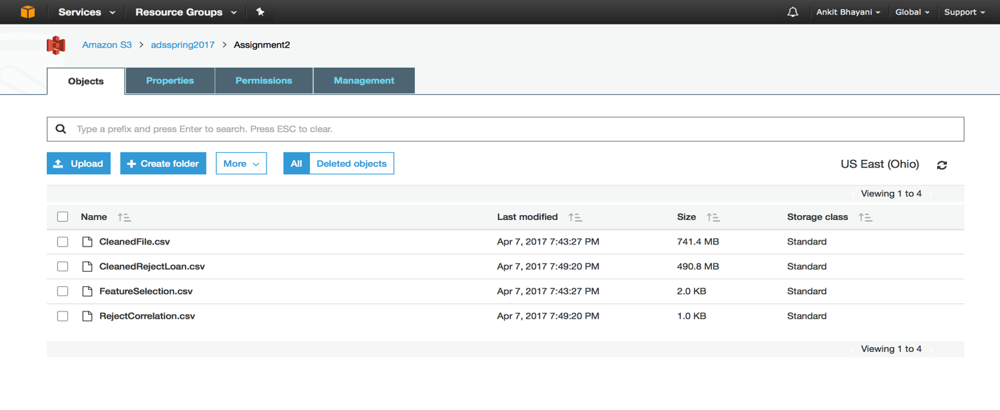 Services Resource Groups Ankit Bhayani Global Support
Amazon S3 > adsspring2017 > Assignment2
Objects Properties Permissions Management
Type a prefix and press Enter to search. Press ESC to clear.
Upload + Create folder More All Deleted objects US East (Ohio)
Viewing 1 to 4
Name Last modified Size Storage class
CleanedFile.csv Apr 7, 2017 7:43:27 PM 741.4 MB Standard
CleanedRejectLoan.csv Apr 7, 2017 7:49:20 PM 490.8 MB Standard
FeatureSelection.csv Apr 7, 2017 7:43:27 PM 2.0 KB Standard
RejectCorrelation.csv Apr 7, 2017 7:49:20 PM 1.0 KB Standard
Viewing 1 to 4